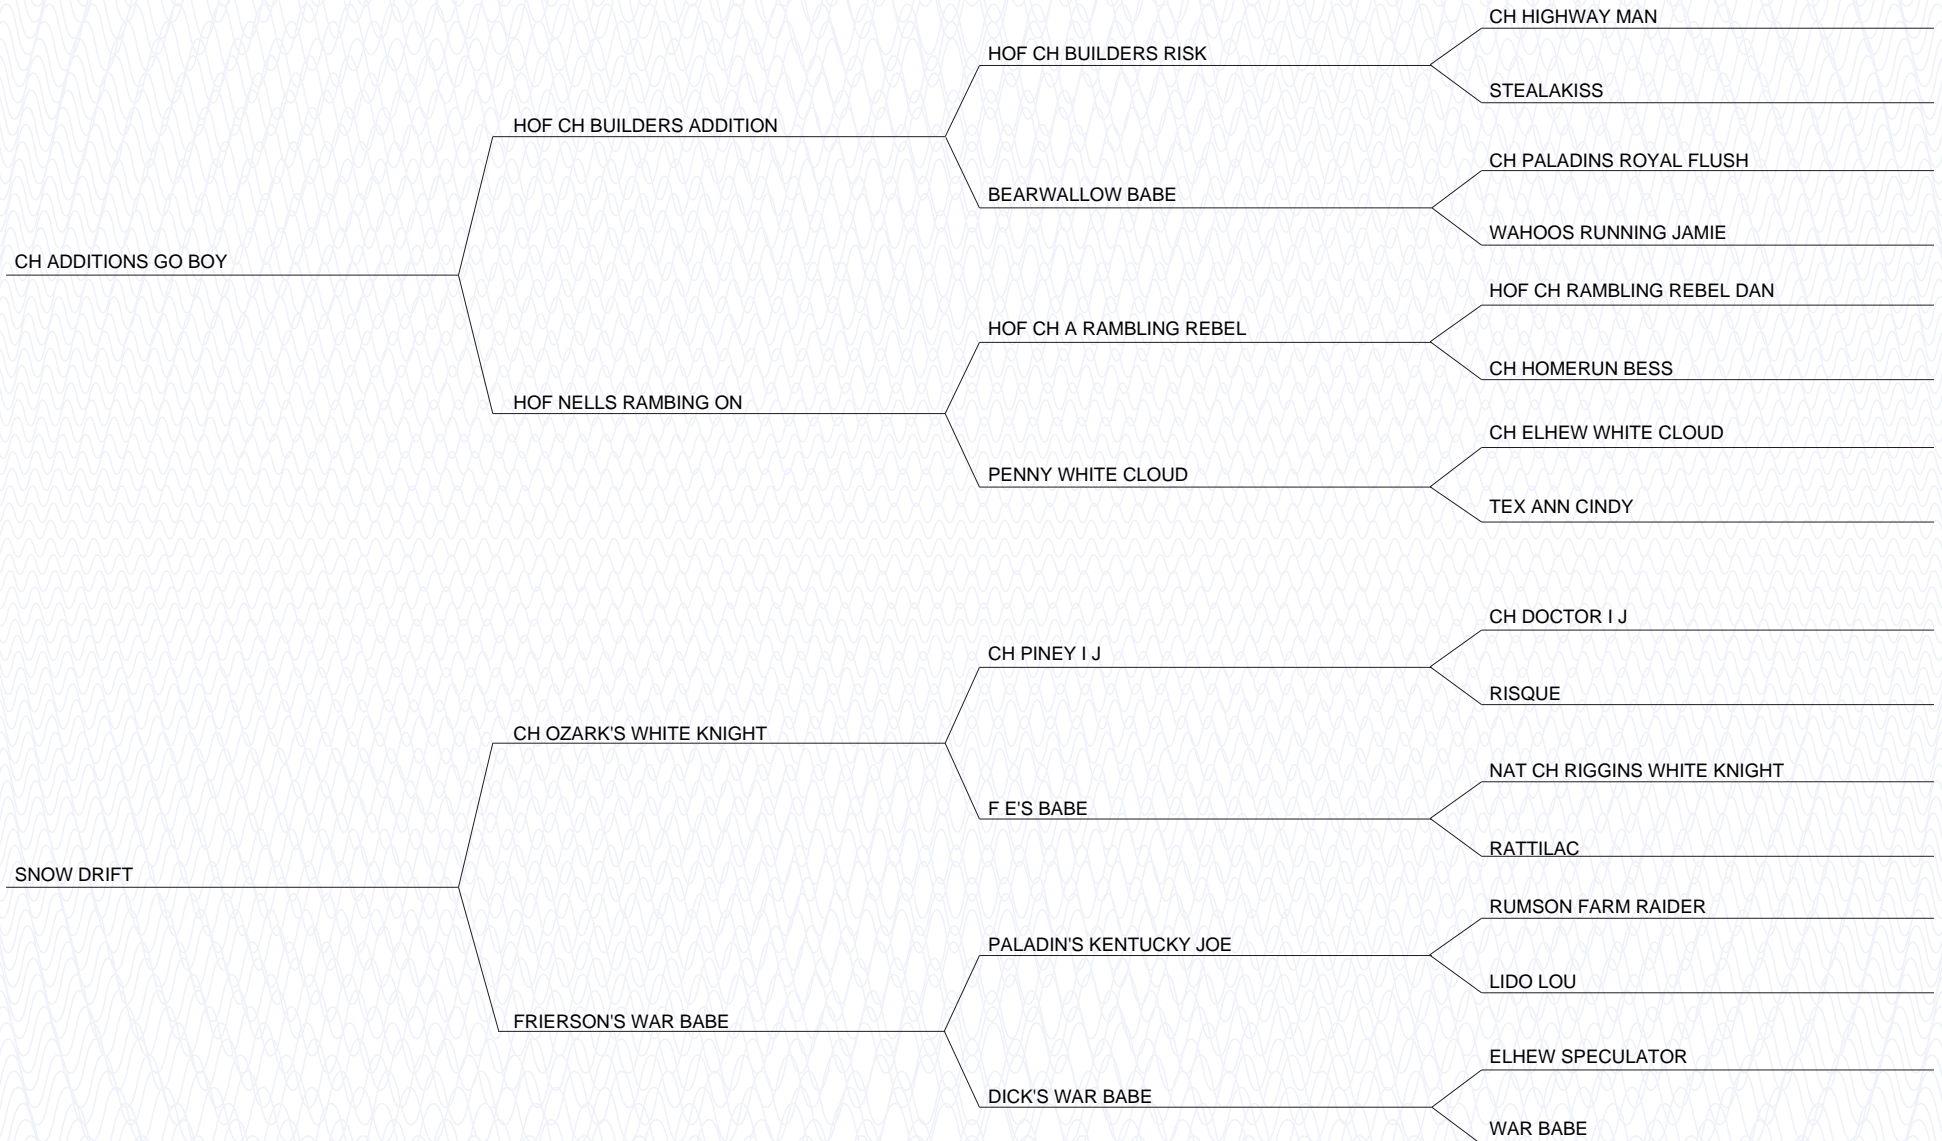 CH HIGHWAY MAN
HOF CH BUILDERS RISK
STEALAKISS
HOF CH BUILDERS ADDITION
CH PALADINS ROYAL FLUSH
BEARWALLOW BABE
WAHOOS RUNNING JAMIE
CH ADDITIONS GO BOY
HOF CH RAMBLING REBEL DAN
HOF CH A RAMBLING REBEL
CH HOMERUN BESS
HOF NELLS RAMBING ON
CH ELHEW WHITE CLOUD
PENNY WHITE CLOUD
TEX ANN CINDY
CH DOCTOR I J
CH PINEY I J
RISQUE
CH OZARK'S WHITE KNIGHT
NAT CH RIGGINS WHITE KNIGHT
F E'S BABE
RATTILAC
SNOW DRIFT
RUMSON FARM RAIDER
PALADIN'S KENTUCKY JOE
LIDO LOU
FRIERSON'S WAR BABE
ELHEW SPECULATOR
DICK'S WAR BABE
WAR BABE